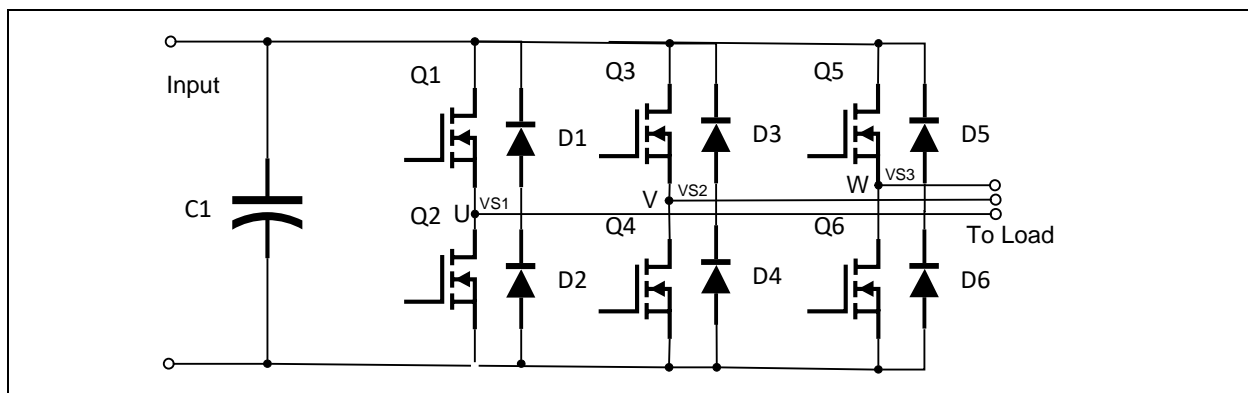 Q1
Q3
Q5
Input
D1
D3
D5
C1
Q2
U
VS1
V
VS2
W
VS3
Q4
Q6
To Load
D2
D4
D6